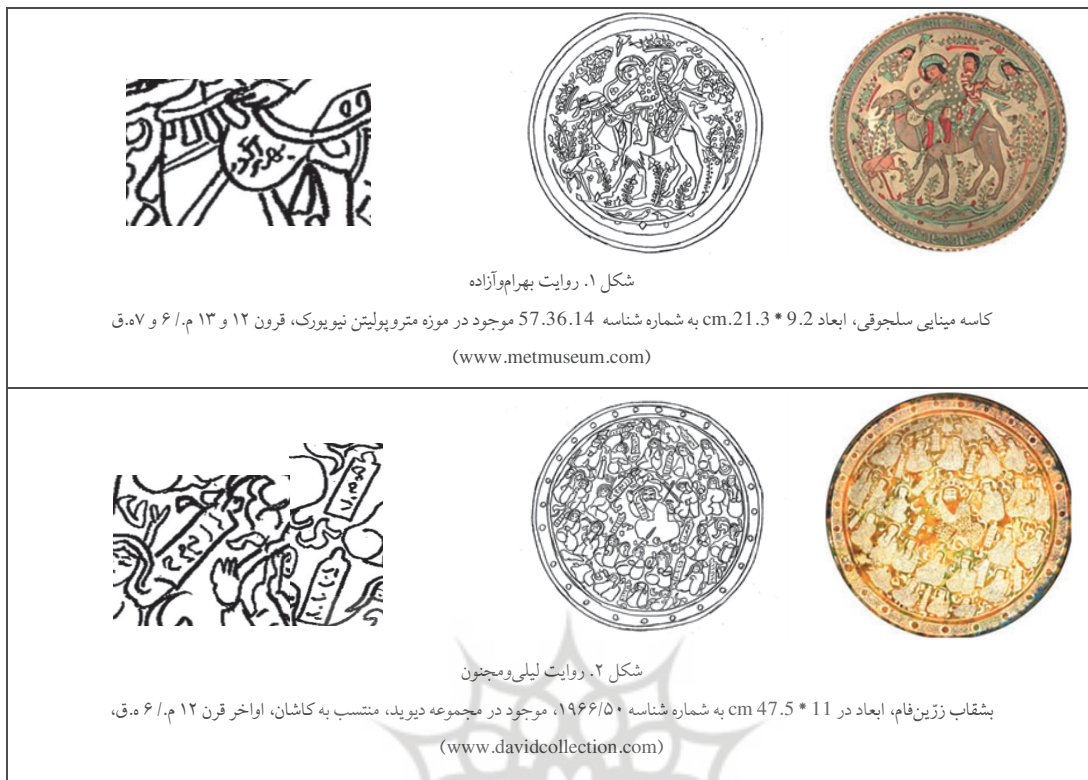 شکل ۱. روایت بهرام‌وآزاده
کاسه مینایی سلجوقی، ابعاد 9.2 * 21.3.cm به شماره شناسه 57.36.14 موجود در موزه متروپولیتن نیویورک، قرون ۱۲ و ۱۳ م./ ۶ و ۷ه.ق
(www.metmuseum.com)
شکل ۲. روایت لیلی‌ومجنون
بشقاب زرّین‌فام، ابعاد در 11 * 47.5 cm به شماره شناسه ۱۹۶۶/۵۰، موجود در مجموعه دیوید، منتسب به کاشان، اواخر قرن ۱۲ م./ ۶ ه.ق،
(www.davidcollection.com)